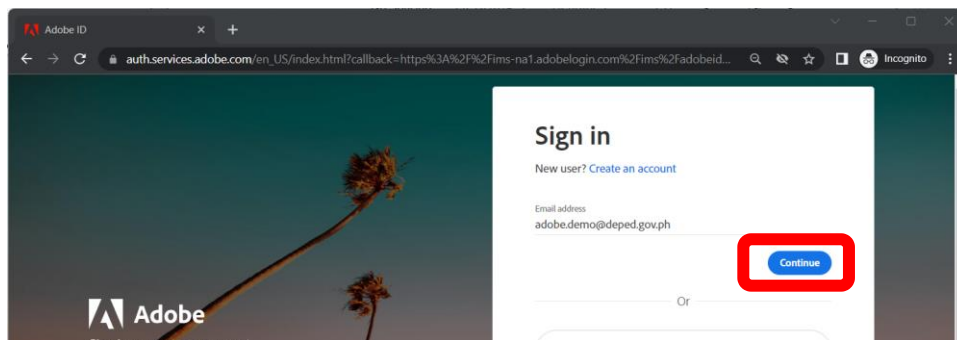 Adobe ID
auth.services.adobe.com/en_US/index.html?callback=https%3A%2F%2Fims-na1.adobelogin.com%2Fims%2Fadobeid...
Incognito
Sign in
New user? Create an account
Email address
adobe.demo@deped.gov.ph
Continue
Or
Adobe